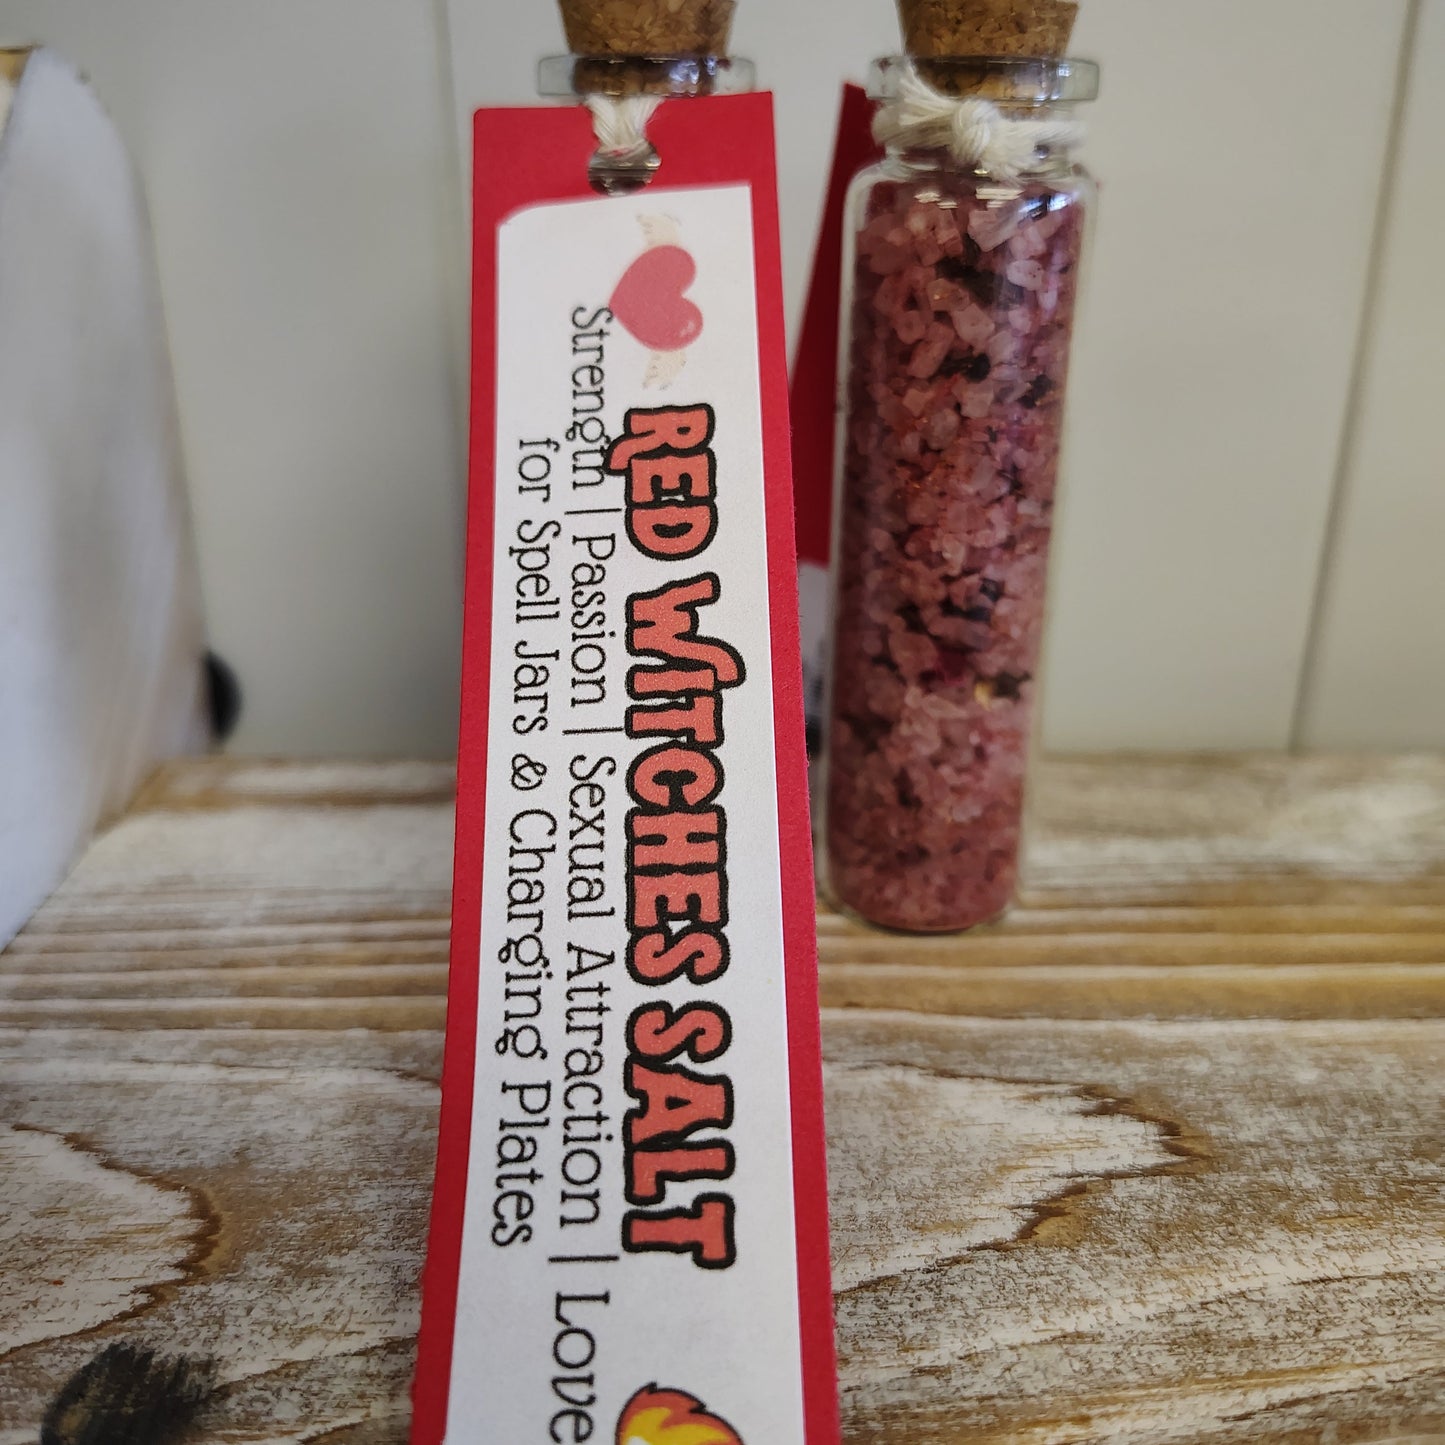 RED WITCHES SALT
Strength | Passion | Sexual Attraction | Love
for Spell Jars & Charging Plates